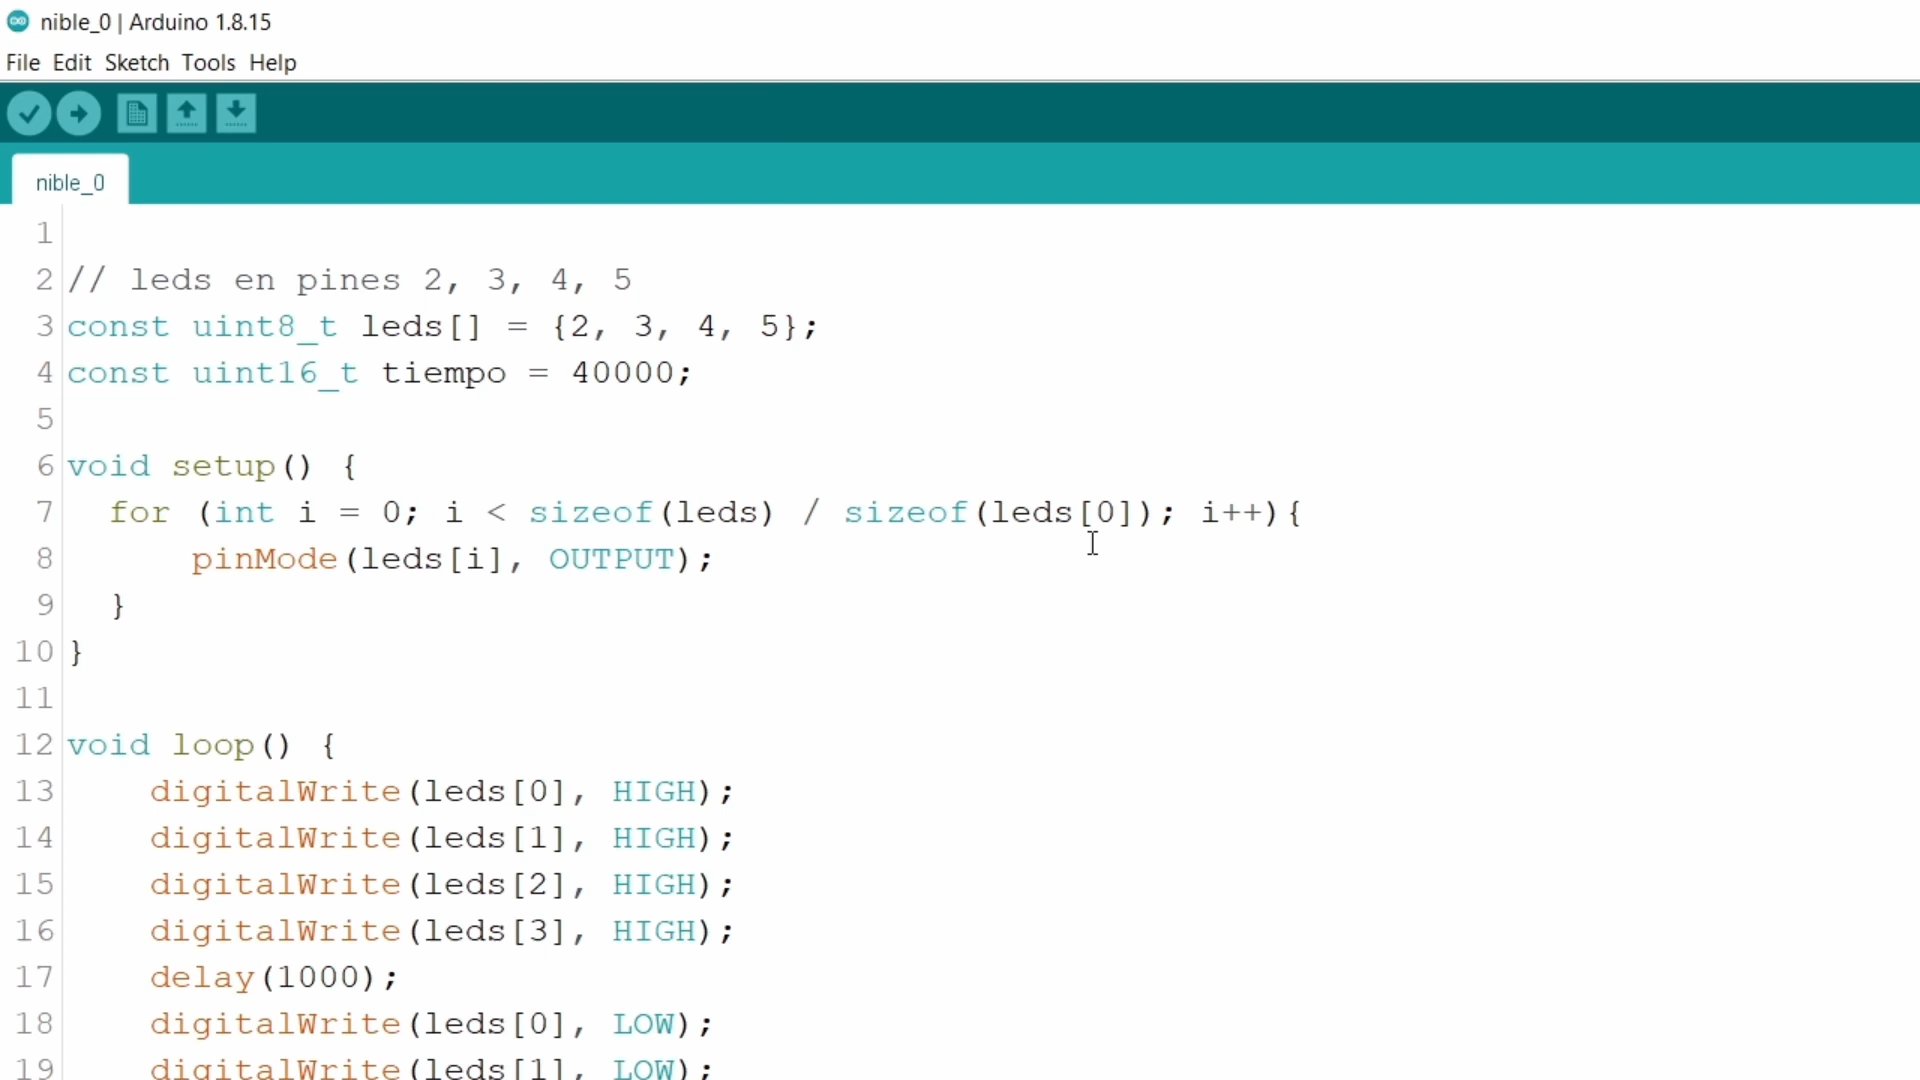 nible_0 | Arduino 1.8.15
File Edit Sketch Tools Help
nible_0
1
2 // leds en pines 2, 3, 4, 5
3 const uint8_t leds[] = {2, 3, 4, 5};
4 const uint16_t tiempo = 40000;
5
6 void setup() {
7   for (int i = 0; i < sizeof(leds) / sizeof(leds[0]); i++){
8       pinMode(leds[i], OUTPUT);
9   }
10 }
11
12 void loop() {
13     digitalWrite(leds[0], HIGH);
14     digitalWrite(leds[1], HIGH);
15     digitalWrite(leds[2], HIGH);
16     digitalWrite(leds[3], HIGH);
17     delay(1000);
18     digitalWrite(leds[0], LOW);
19     digitalWrite(leds[1], LOW);